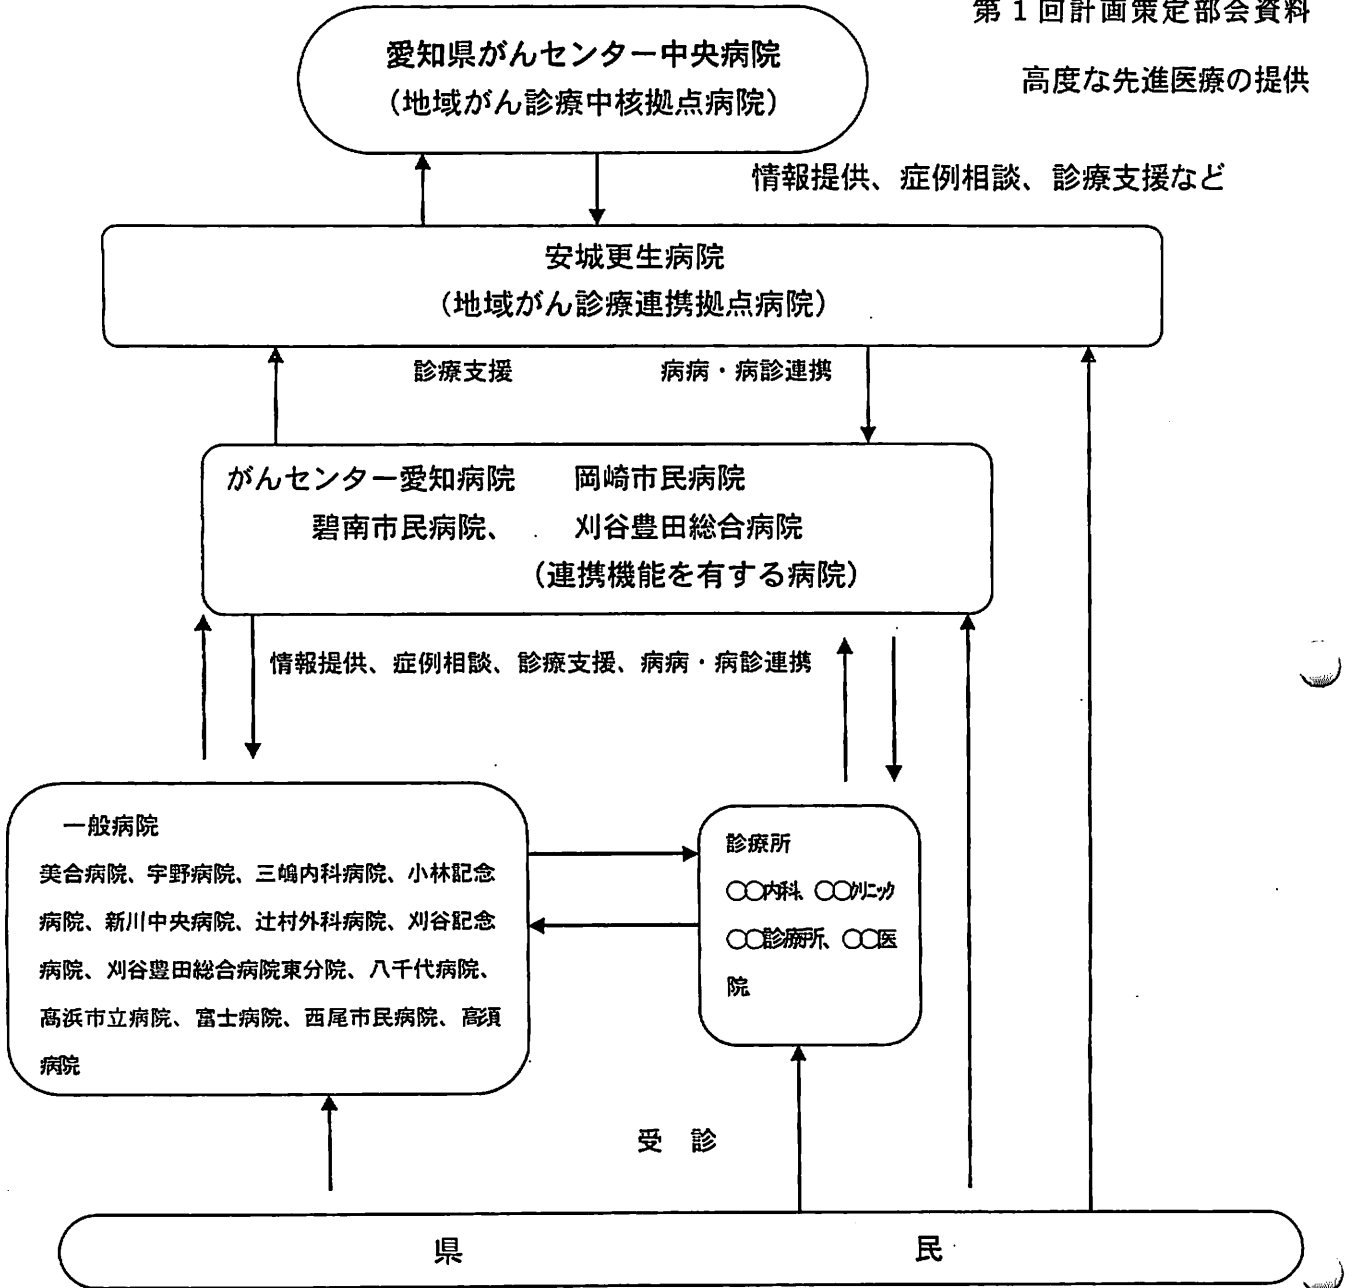 第1回計画策定部会資料
愛知県がんセンター中央病院
（地域がん診療中核拠点病院）
高度な先進医療の提供
情報提供、症例相談、診療支援など
安城更生病院
（地域がん診療連携拠点病院）
診療支援　病病・病診連携
がんセンター愛知病院　岡崎市民病院
碧南市民病院、　刈谷豊田総合病院
（連携機能を有する病院）
情報提供、症例相談、診療支援、病病・病診連携
一般病院
美合病院、宇野病院、三嶋内科病院、小林記念
病院、新川中央病院、辻村外科病院、刈谷記念
病院、刈谷豊田総合病院東分院、八千代病院、
高浜市立病院、富士病院、西尾市民病院、高須
病院
診療所
○○内科、○○クリニック
○○診療所、○○医
院
受　診
県　民